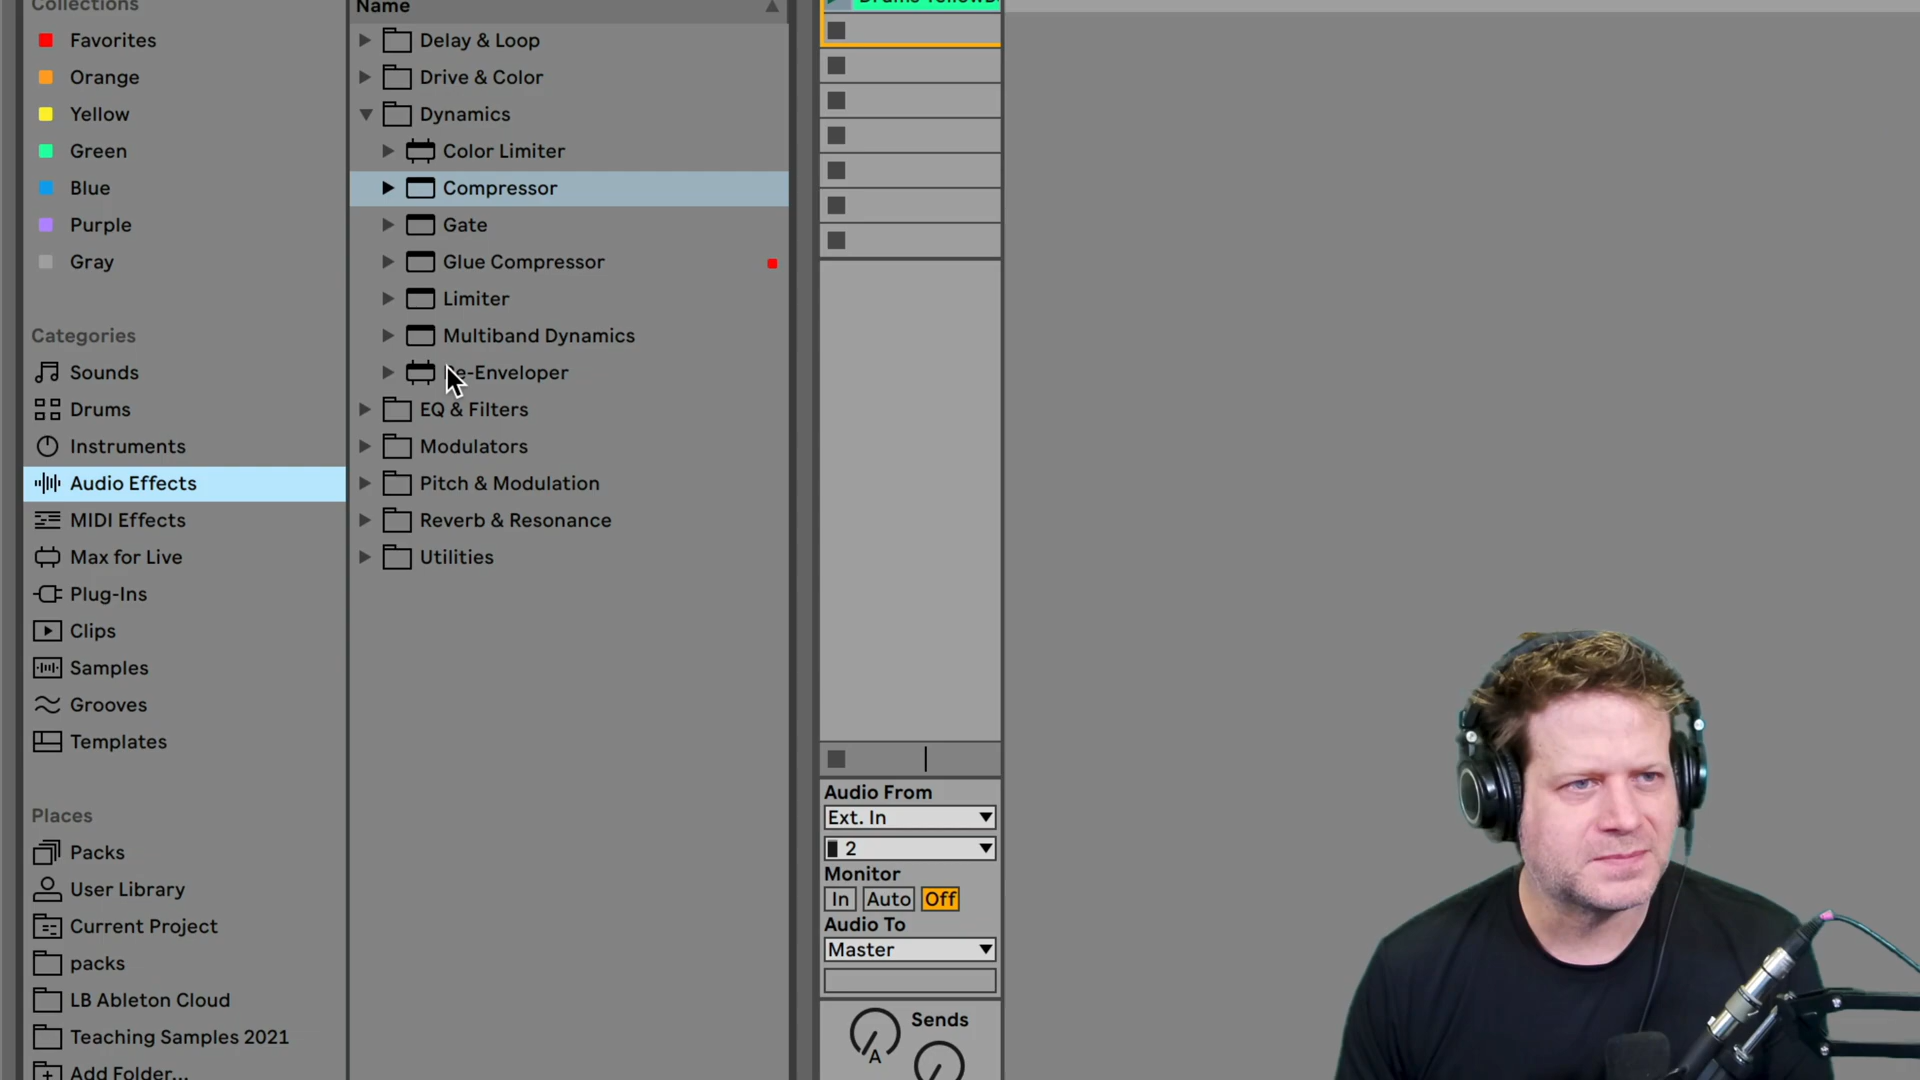 Collections
Favorites
Orange
Yellow
Green
Blue
Purple
Gray
Categories
Sounds
Drums
Instruments
Audio Effects
MIDI Effects
Max for Live
Plug-Ins
Clips
Samples
Grooves
Templates
Places
Packs
User Library
Current Project
packs
LB Ableton Cloud
Teaching Samples 2021
Add Folder...
Name
Delay & Loop
Drive & Color
Dynamics
Color Limiter
Compressor
Gate
Glue Compressor
Limiter
Multiband Dynamics
e-Enveloper
EQ & Filters
Modulators
Pitch & Modulation
Reverb & Resonance
Utilities
Audio From
Ext. In
2
Monitor
In Auto Off
Audio To
Master
Sends
A